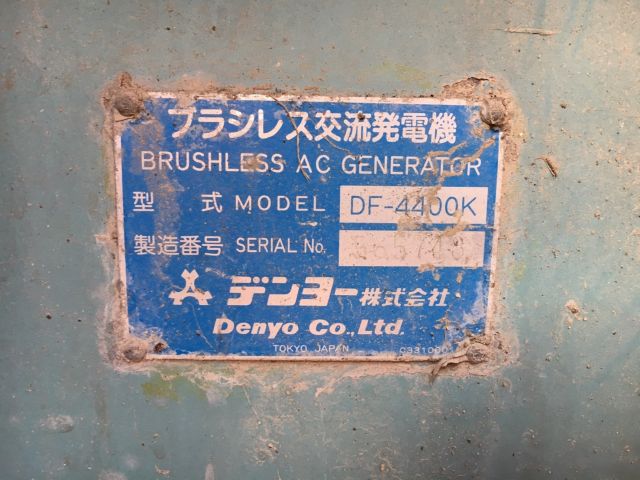 ブラシレス交流発電機
BRUSHLESS AC GENERATOR
型 式 MODEL DF-4400K
製造番号 SERIAL No.
デンヨー株式会社
Denyo Co.,Ltd.
TOKYO JAPAN